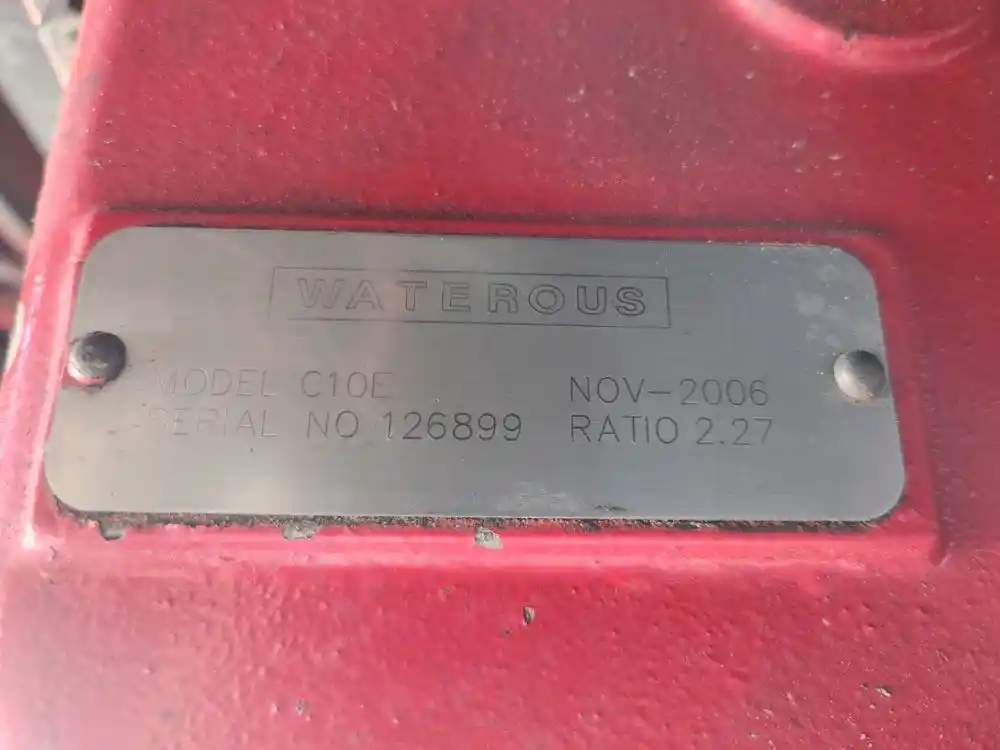 WATEROUS
MODEL C10E NOV-2006
SERIAL NO 126899 RATIO 2.27